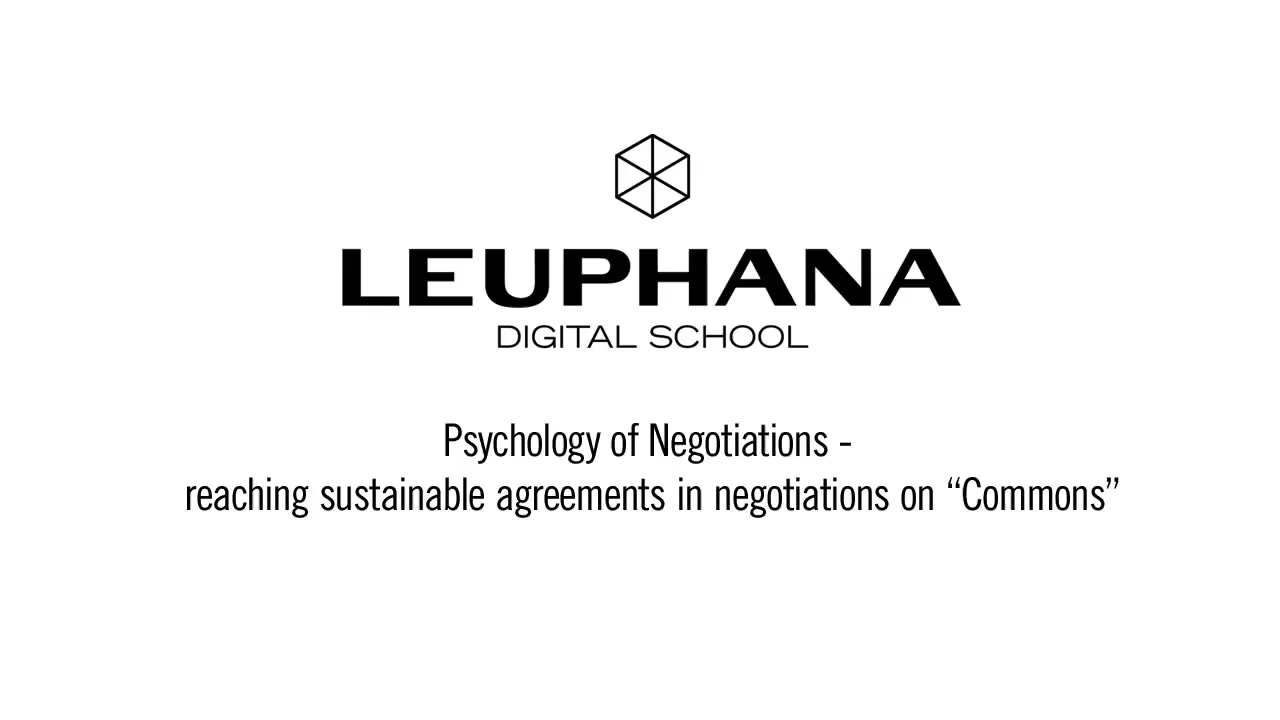 LEUPHANA
DIGITAL SCHOOL
Psychology of Negotiations -
reaching sustainable agreements in negotiations on “Commons”